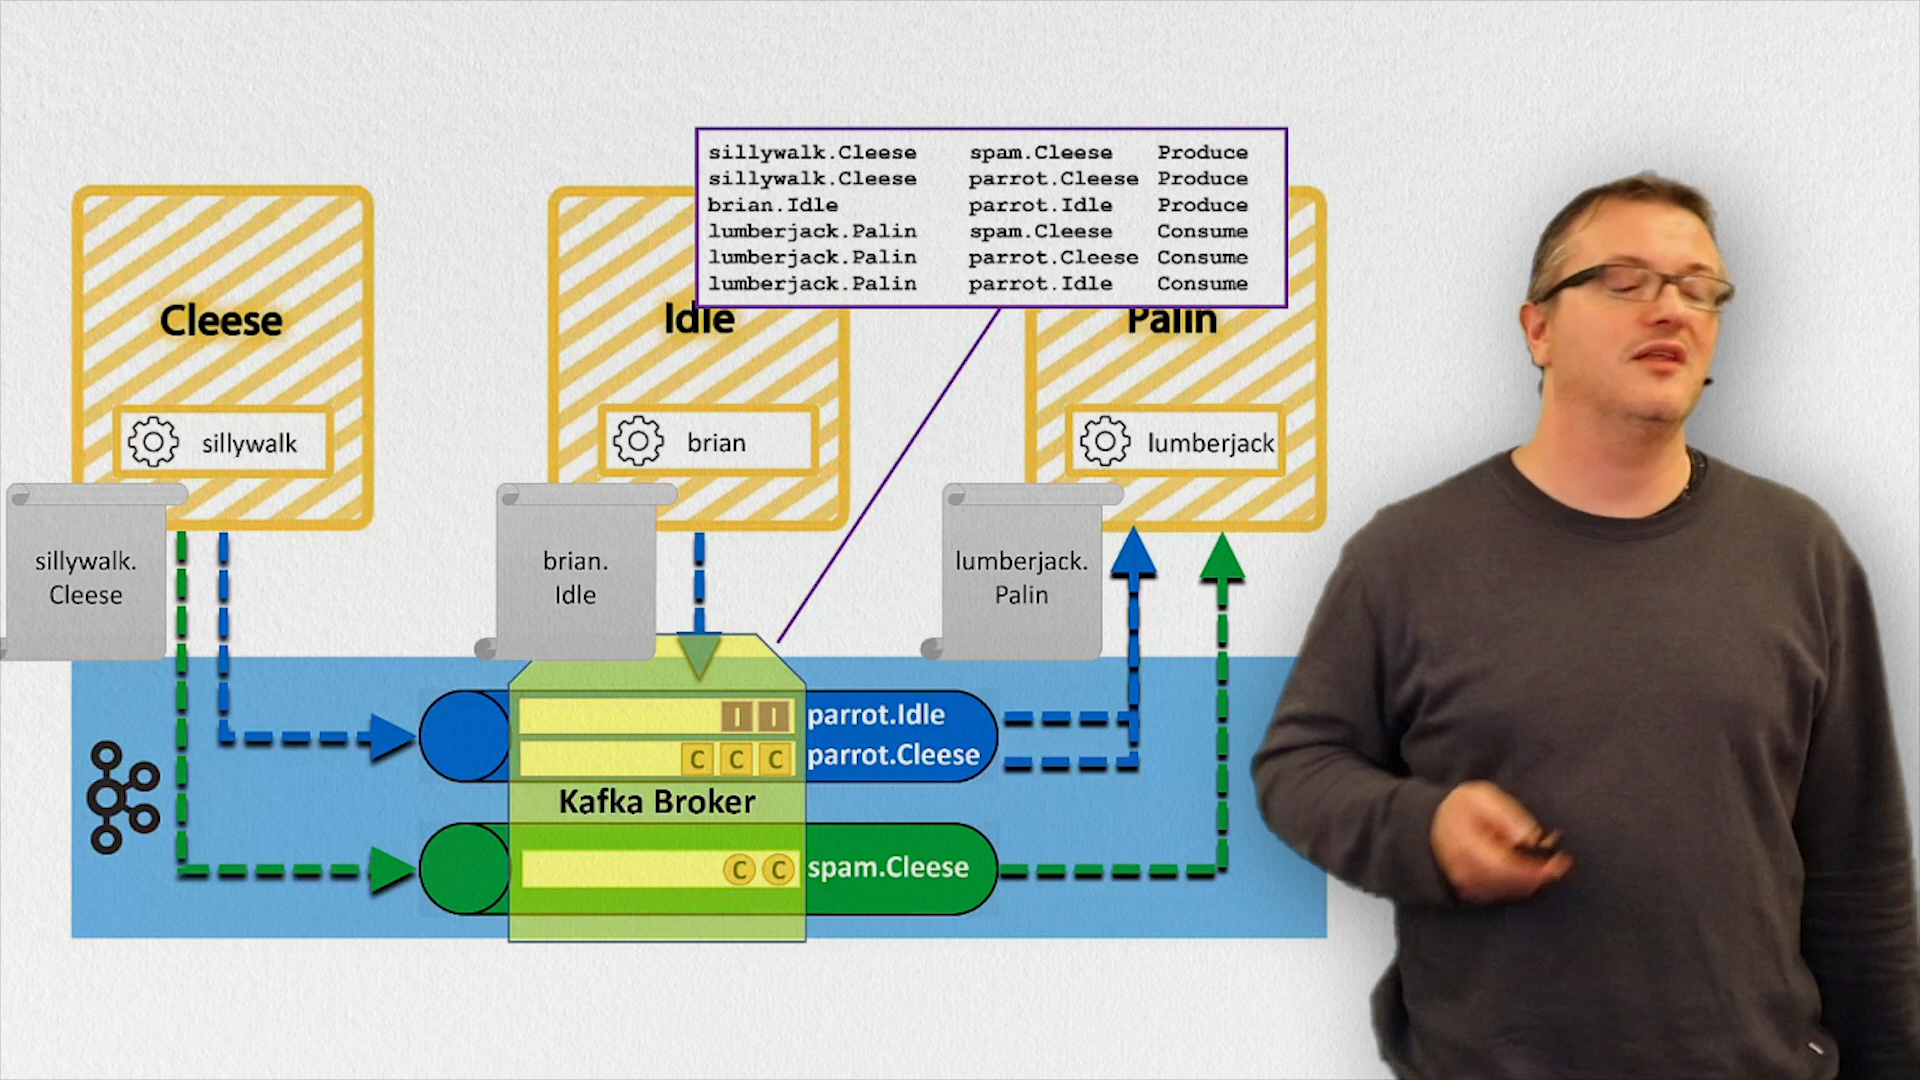 sillywalk.Cleese spam.Cleese Produce
sillywalk.Cleese parrot.Cleese Produce
brian.Idle parrot.Idle Produce
lumberjack.Palin spam.Cleese Consume
lumberjack.Palin parrot.Cleese Consume
lumberjack.Palin parrot.Idle Consume
Cleese
Idle
Palin
sillywalk
brian
lumberjack
sillywalk.
Cleese
brian.
Idle
lumberjack.
Palin
I I parrot.Idle
C C C parrot.Cleese
Kafka Broker
C C spam.Cleese